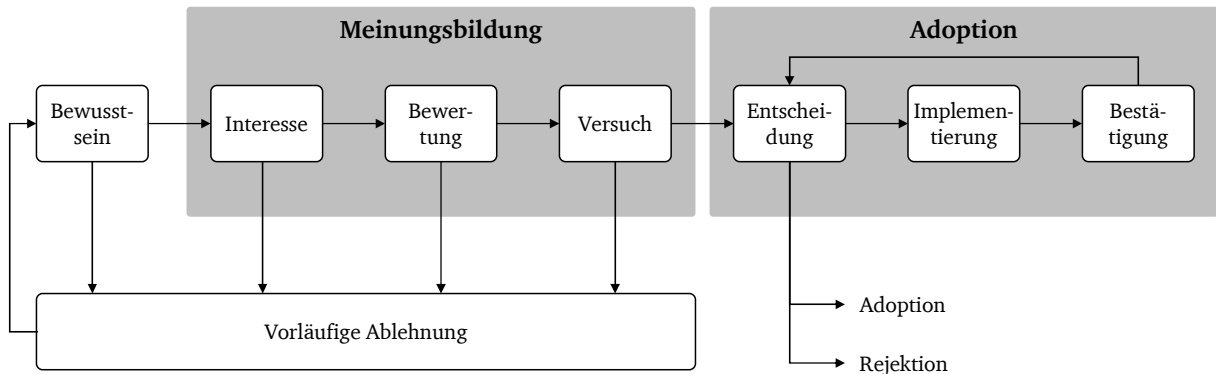 Meinungsbildung
Adoption
Bewusst-
sein
Interesse
Bewer-
tung
Versuch
Entschei-
dung
Implemen-
tierung
Bestä-
tigung
Vorläufige Ablehnung
Adoption
Rejektion